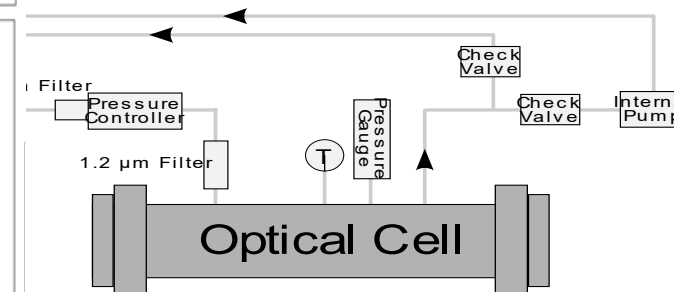 Check
Valve
Filter
Pressure
Controller
Check
Valve
Intern
Pump
Pressure
Gauge
1.2 µm Filter
T
Optical Cell